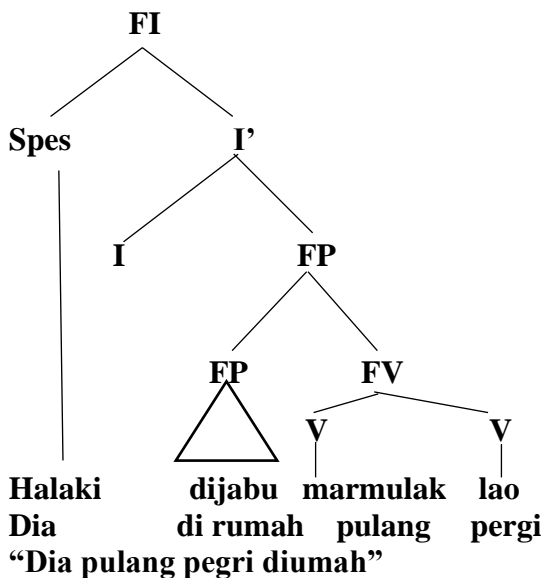 FI
Spes I’
I FP
FP FV
V V
Halaki dijabu marmulak lao
Dia di rumah pulang pergi
“Dia pulang pegri diumah”